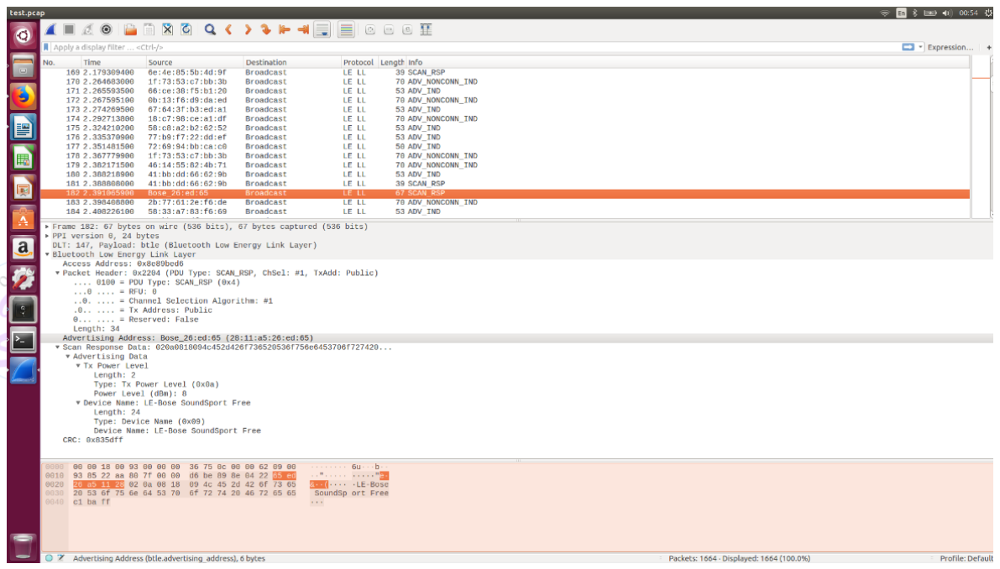 test.pcap
En
00:54
Apply a display filter ... <Ctrl-/>
Expression...
+
No. Time Source Destination Protocol Length Info
169 2.179309400 6e:4e:85:5b:4d:9f Broadcast LE LL 39 SCAN_RSP
170 2.264683000 1f:73:53:c7:bb:3b Broadcast LE LL 70 ADV_NONCONN_IND
171 2.265593500 66:ce:38:f5:b1:20 Broadcast LE LL 53 ADV_IND
172 2.267595100 0b:13:f6:d9:da:ed Broadcast LE LL 70 ADV_NONCONN_IND
173 2.274269500 67:64:3f:b3:ed:a1 Broadcast LE LL 53 ADV_IND
174 2.292713800 18:c7:98:ce:a1:df Broadcast LE LL 70 ADV_NONCONN_IND
175 2.324210200 58:c8:a2:b2:62:52 Broadcast LE LL 53 ADV_IND
176 2.335370900 77:b9:f7:22:dd:ef Broadcast LE LL 53 ADV_IND
177 2.351481500 72:69:94:bb:ca:c0 Broadcast LE LL 50 ADV_IND
178 2.367779900 1f:73:53:c7:bb:3b Broadcast LE LL 70 ADV_NONCONN_IND
179 2.382171500 46:14:55:82:4b:71 Broadcast LE LL 70 ADV_NONCONN_IND
180 2.388218900 41:bb:dd:66:62:9b Broadcast LE LL 53 ADV_IND
181 2.388808000 41:bb:dd:66:62:9b Broadcast LE LL 39 SCAN_RSP
182 2.391065900 Bose_26:ed:65 Broadcast LE LL 67 SCAN_RSP
183 2.398408800 2b:77:61:2e:f6:de Broadcast LE LL 70 ADV_NONCONN_IND
184 2.408226100 58:33:a7:83:f6:69 Broadcast LE LL 53 ADV_IND
Frame 182: 67 bytes on wire (536 bits), 67 bytes captured (536 bits)
PPI version 0, 24 bytes
DLT: 147, Payload: btle (Bluetooth Low Energy Link Layer)
Bluetooth Low Energy Link Layer
Access Address: 0x8e89bed6
Packet Header: 0x2204 (PDU Type: SCAN_RSP, ChSel: #1, TxAdd: Public)
.... 0100 = PDU Type: SCAN_RSP (0x4)
...0 .... = RFU: 0
..0. .... = Channel Selection Algorithm: #1
.0.. .... = Tx Address: Public
0... .... = Reserved: False
Length: 34
Advertising Address: Bose_26:ed:65 (28:11:a5:26:ed:65)
Scan Response Data: 020a0818094c452d426f736520536f756e6453706f727420...
Advertising Data
Tx Power Level
Length: 2
Type: Tx Power Level (0x0a)
Power Level (dBm): 8
Device Name: LE-Bose SoundSport Free
Length: 24
Type: Device Name (0x09)
Device Name: LE-Bose SoundSport Free
CRC: 0x835dff
0000 00 00 18 00 93 00 00 00 36 75 0c 00 00 62 09 00 ········ 6u···b··
0010 93 85 22 aa 80 7f 00 00 d6 be 89 8e 04 22 65 ed ··"····· ·····"e·
0020 26 a5 11 28 02 0a 08 18 09 4c 45 2d 42 6f 73 65 &··(···· ·LE-Bose
0030 20 53 6f 75 6e 64 53 70 6f 72 74 20 46 72 65 65 SoundSp ort Free
0040 c1 ba ff ···
Advertising Address (btle.advertising_address), 6 bytes
Packets: 1664 · Displayed: 1664 (100.0%)
Profile: Default